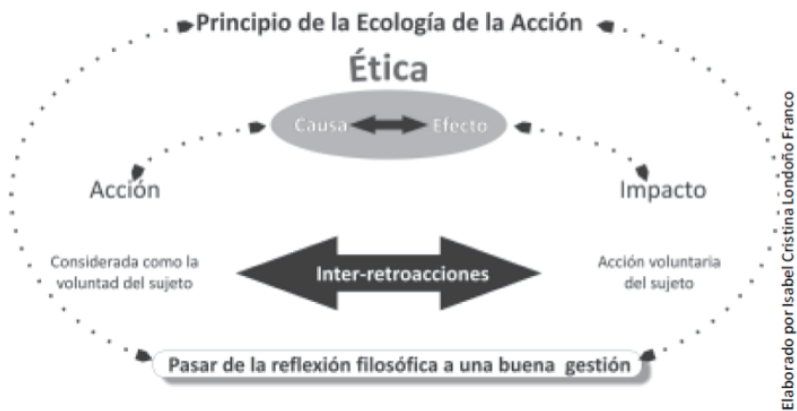 Principio de la Ecología de la Acción
Ética
Causa Efecto
Acción
Impacto
Considerada como la
voluntad del sujeto
Inter-retroacciones
Acción voluntaria
del sujeto
Pasar de la reflexión filosófica a una buena gestión
Elaborado por Isabel Cristina Londoño Franco